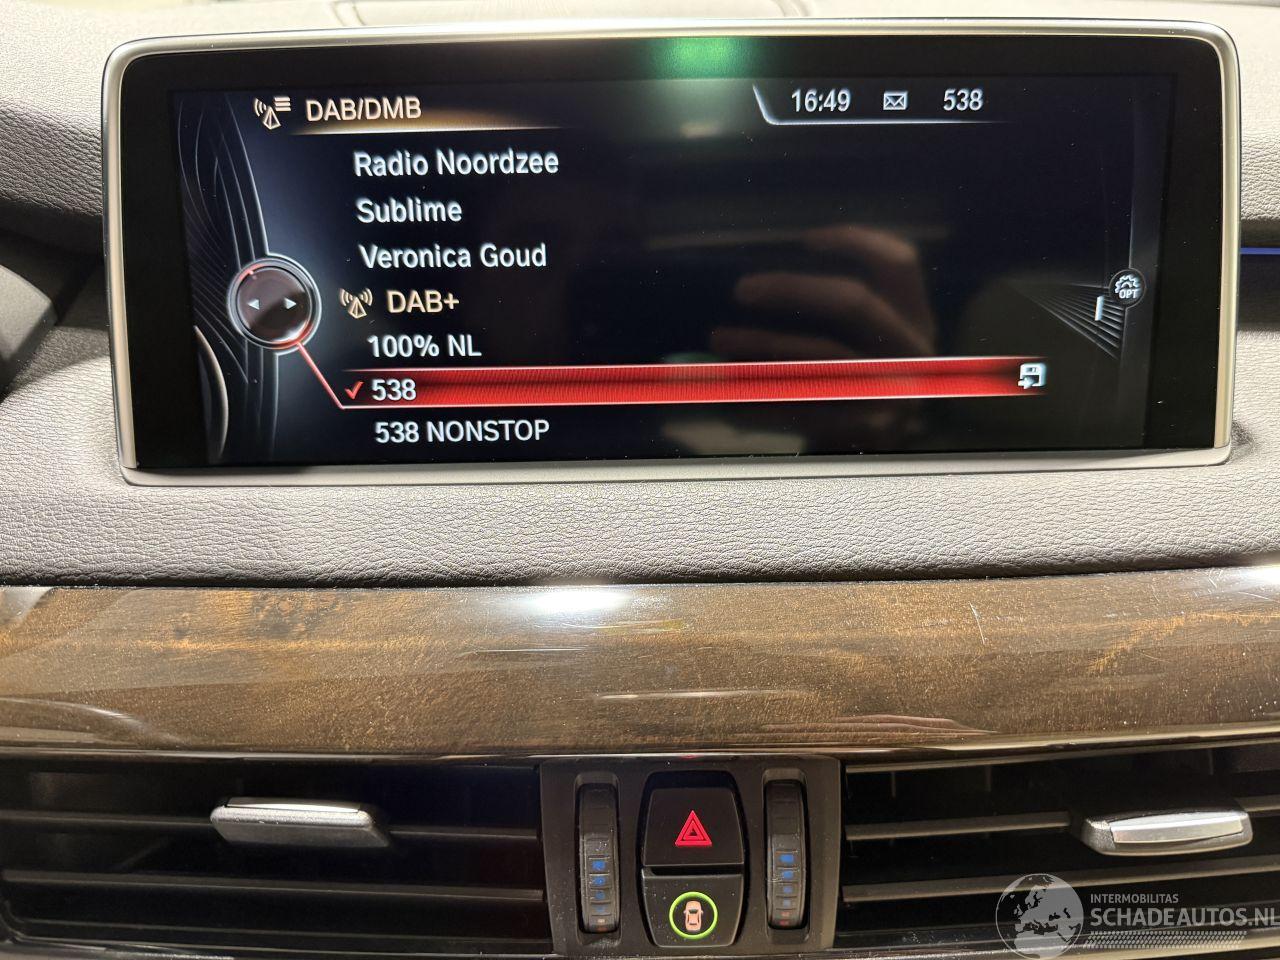 DAB/DMB
16:49 538
Radio Noordzee
Sublime
Veronica Goud
DAB+
100% NL
538
538 NONSTOP
OPT
INTERMOBILITAS
SCHADEAUTOS.NL